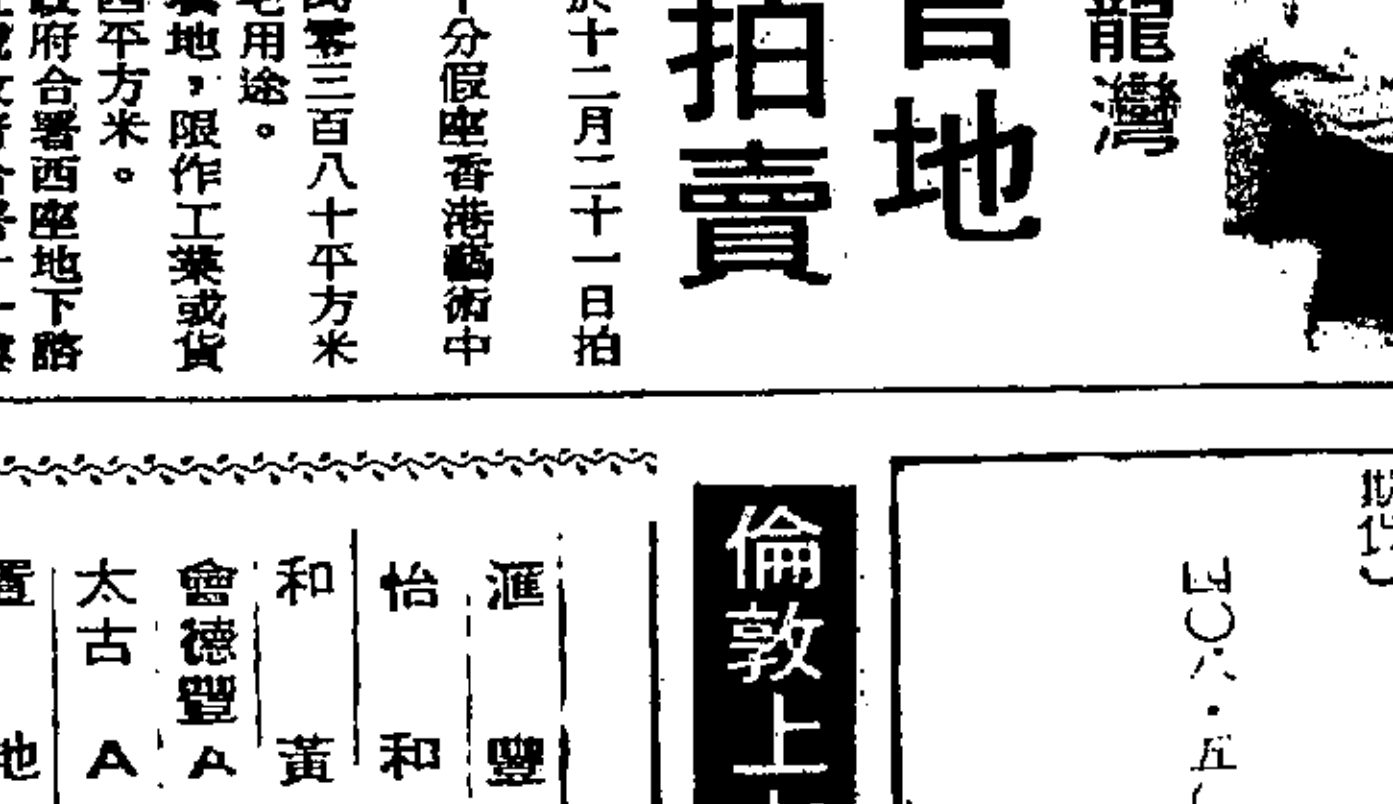 龍灣
官地
拍賣
於十二月二十一日拍
十分假座香港藝術中
零三百八十平方米
宅用途。
地，限作工業或貨
四平方米。
政府合署西座地下諮
倫敦上
滙豐
怡和
和黃
會德豐A
太古A
置地